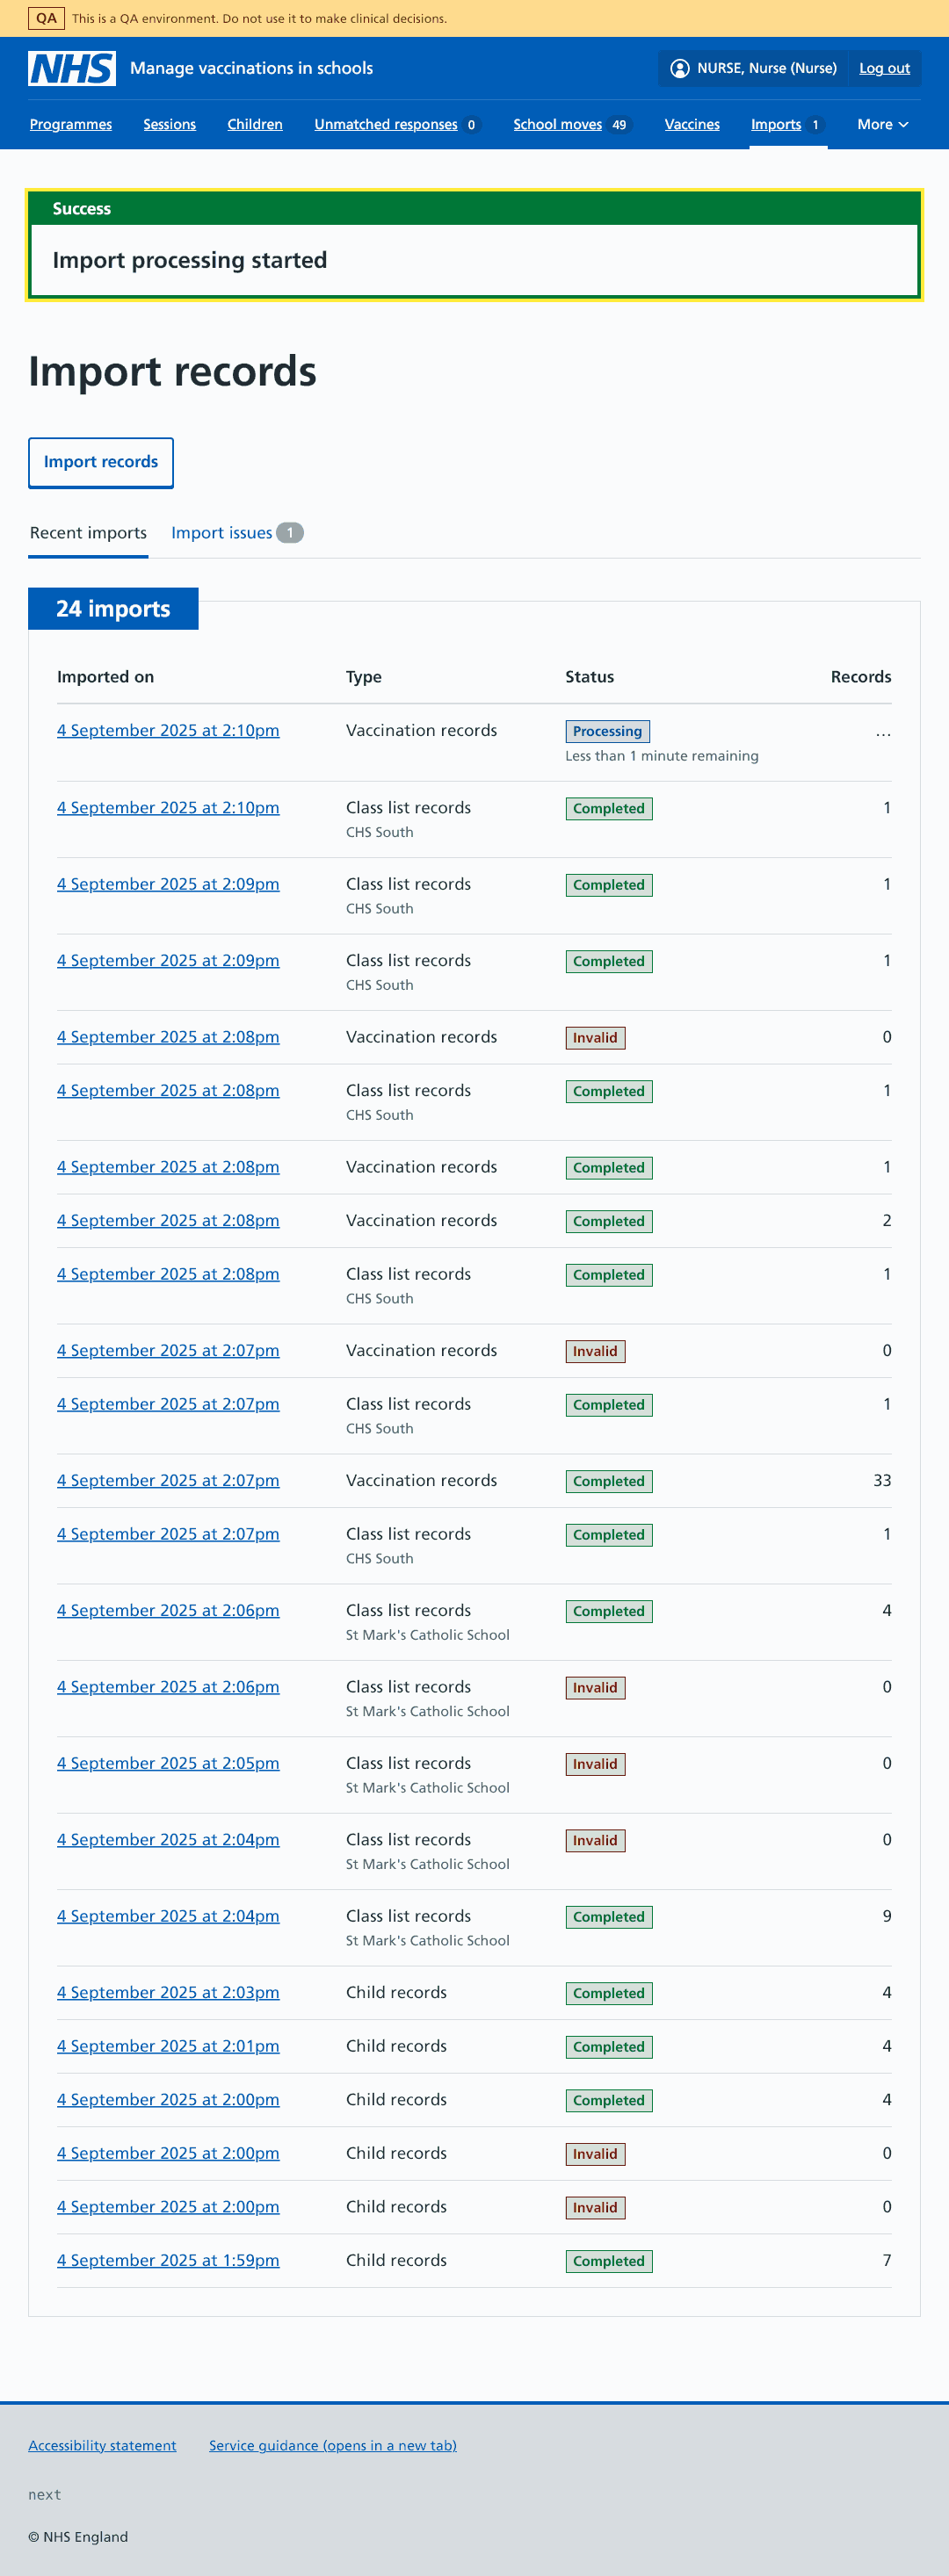 QA This is a QA environment. Do not use it to make clinical decisions.
NHS Manage vaccinations in schools NURSE, Nurse (Nurse) Log out
Programmes Sessions Children Unmatched responses 0 School moves 49 Vaccines Imports 1 More
Success
Import processing started
Import records
Import records
Recent imports Import issues 1
24 imports
Imported on Type Status Records
4 September 2025 at 2:10pm Vaccination records Processing …
Less than 1 minute remaining
4 September 2025 at 2:10pm Class list records Completed 1
CHS South
4 September 2025 at 2:09pm Class list records Completed 1
CHS South
4 September 2025 at 2:09pm Class list records Completed 1
CHS South
4 September 2025 at 2:08pm Vaccination records Invalid 0
4 September 2025 at 2:08pm Class list records Completed 1
CHS South
4 September 2025 at 2:08pm Vaccination records Completed 1
4 September 2025 at 2:08pm Vaccination records Completed 2
4 September 2025 at 2:08pm Class list records Completed 1
CHS South
4 September 2025 at 2:07pm Vaccination records Invalid 0
4 September 2025 at 2:07pm Class list records Completed 1
CHS South
4 September 2025 at 2:07pm Vaccination records Completed 33
4 September 2025 at 2:07pm Class list records Completed 1
CHS South
4 September 2025 at 2:06pm Class list records Completed 4
St Mark's Catholic School
4 September 2025 at 2:06pm Class list records Invalid 0
St Mark's Catholic School
4 September 2025 at 2:05pm Class list records Invalid 0
St Mark's Catholic School
4 September 2025 at 2:04pm Class list records Invalid 0
St Mark's Catholic School
4 September 2025 at 2:04pm Class list records Completed 9
St Mark's Catholic School
4 September 2025 at 2:03pm Child records Completed 4
4 September 2025 at 2:01pm Child records Completed 4
4 September 2025 at 2:00pm Child records Completed 4
4 September 2025 at 2:00pm Child records Invalid 0
4 September 2025 at 2:00pm Child records Invalid 0
4 September 2025 at 1:59pm Child records Completed 7
Accessibility statement Service guidance (opens in a new tab)
next
© NHS England